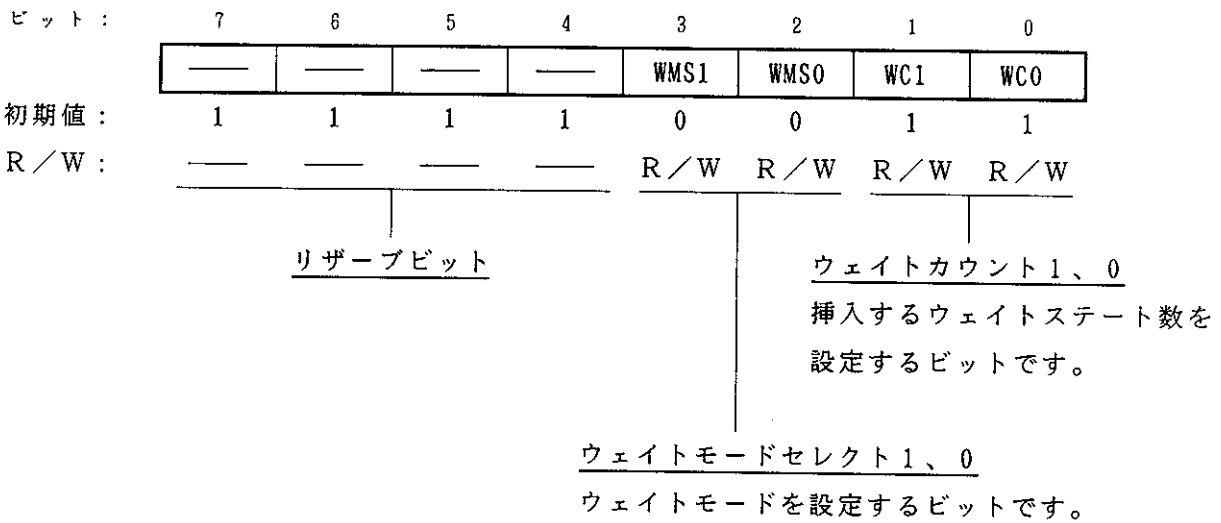 ビット： 7 6 5 4 3 2 1 0
―― ―― ―― ―― WMS1 WMS0 WC1 WC0
初期値： 1 1 1 1 0 0 1 1
R／W： ―― ―― ―― ―― R／W R／W R／W R／W
リザーブビット
ウェイトカウント1、0
挿入するウェイトステート数を
設定するビットです。
ウェイトモードセレクト1、0
ウェイトモードを設定するビットです。